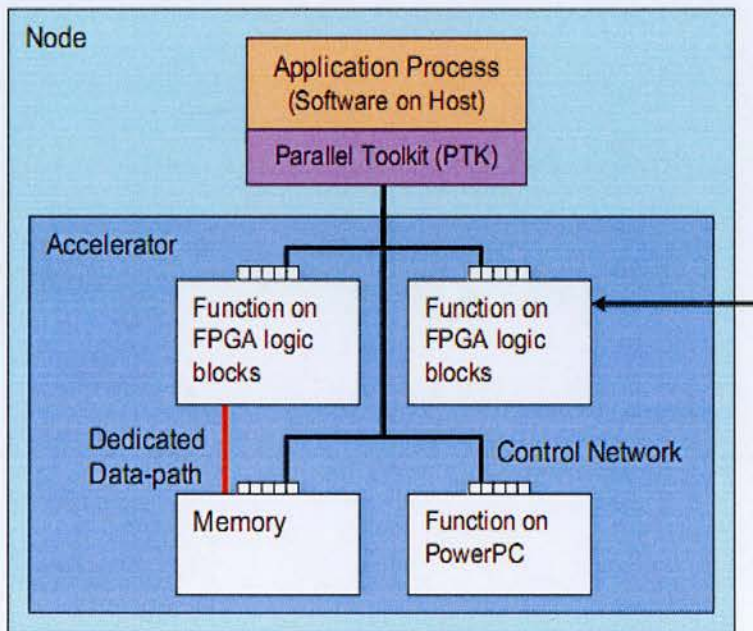 Node
Application Process
(Software on Host)
Parallel Toolkit (PTK)
Accelerator
Function on
FPGA logic
blocks
Function on
FPGA logic
blocks
Dedicated
Data-path
Control Network
Memory
Function on
PowerPC